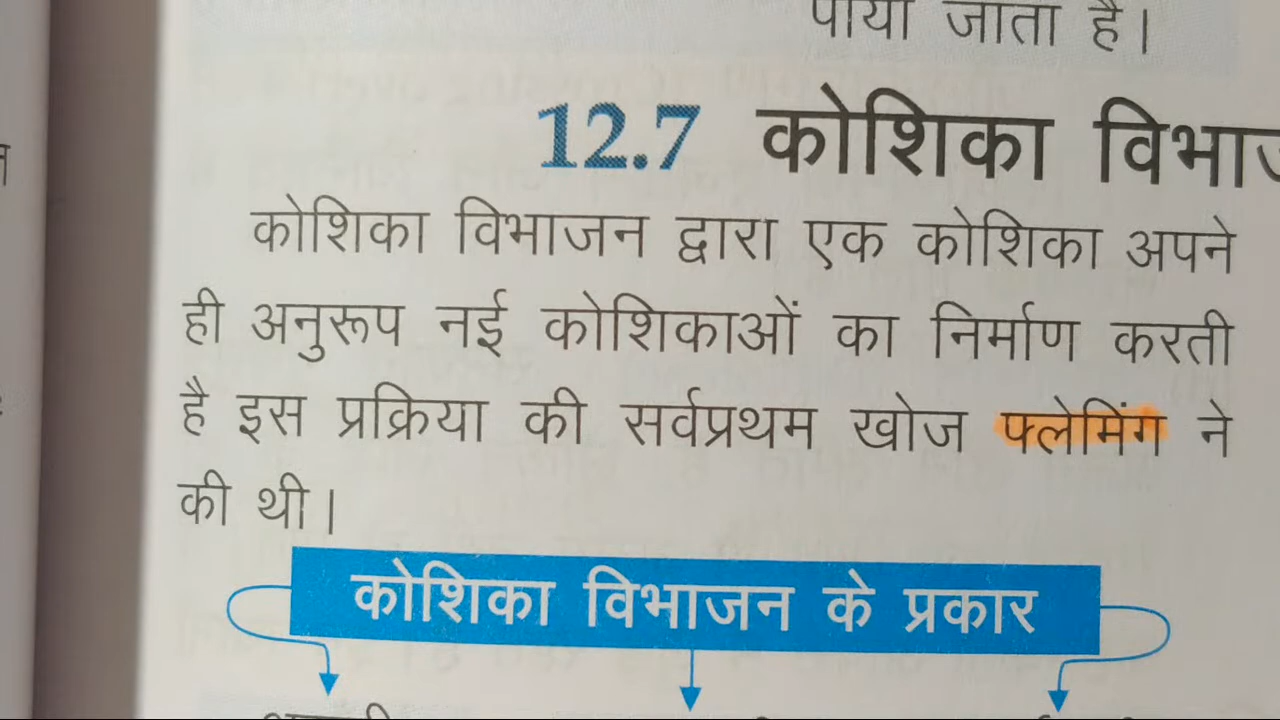 पाया जाता है।
12.7 कोशिका
कोशिका विभाजन द्वारा एक कोशिका अपने
ही अनुरूप नई कोशिकाओं का निर्माण करती
है इस प्रक्रिया की सर्वप्रथम खोज फ्लेमिंग ने
की थी।
कोशिका विभाजन के प्रकार